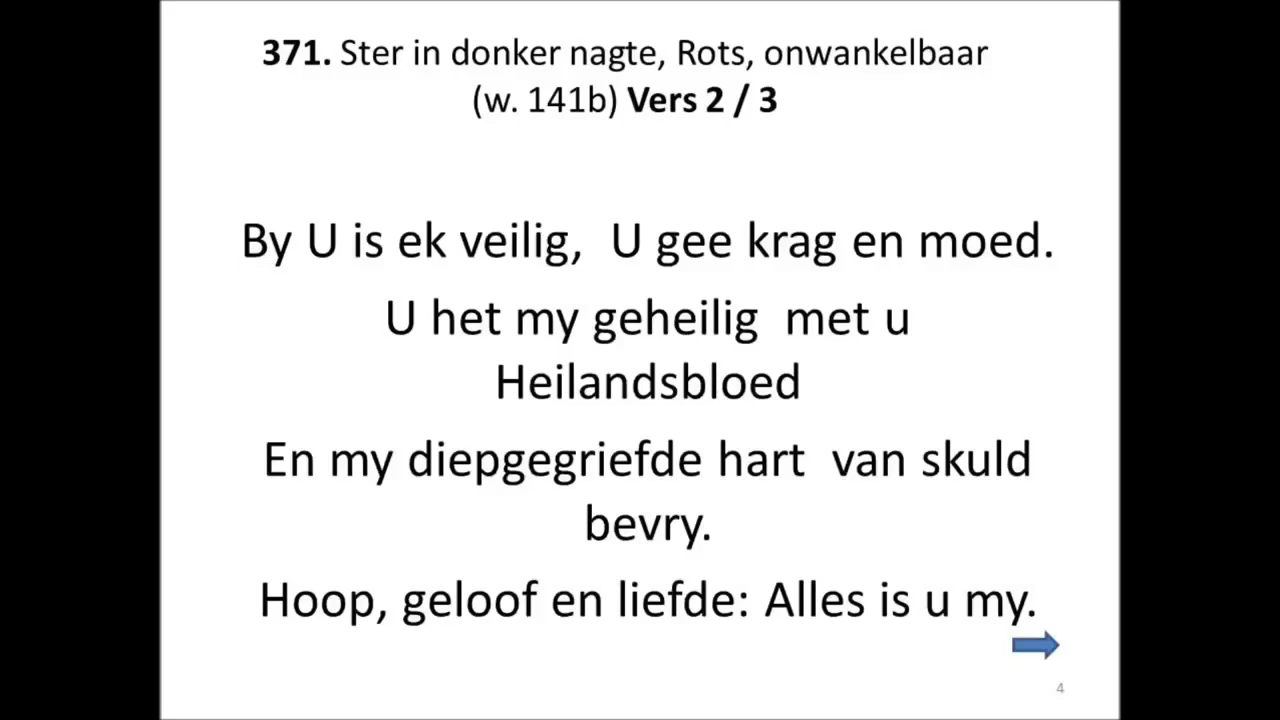 371. Ster in donker nagte, Rots, onwankelbaar
(w. 141b) Vers 2 / 3
By U is ek veilig,  U gee krag en moed.
U het my geheilig  met u
Heilandsbloed
En my diepgegriefde hart  van skuld
bevry.
Hoop, geloof en liefde: Alles is u my.
4